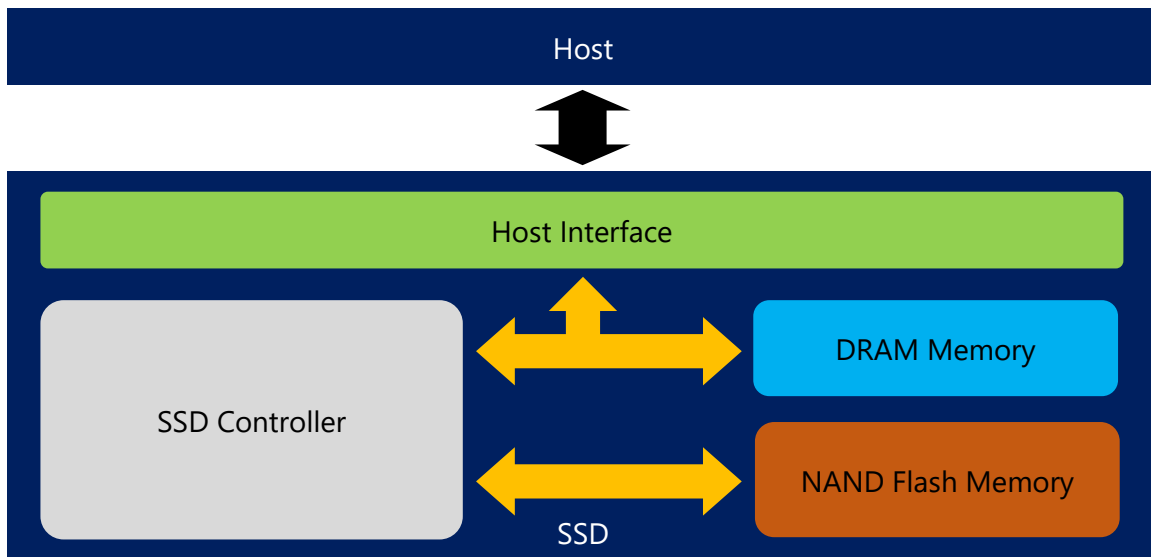 Host
Host Interface
SSD Controller
DRAM Memory
NAND Flash Memory
SSD